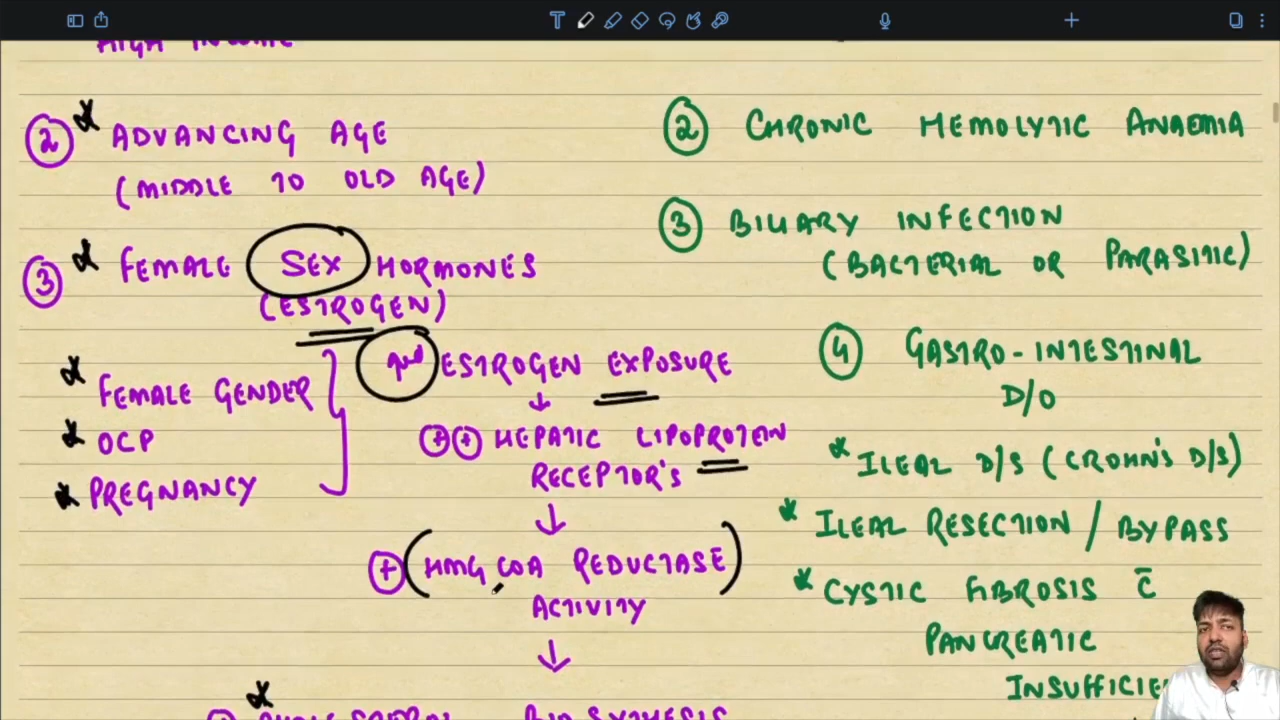 ② ADVANCING AGE
(MIDDLE TO OLD AGE)
③ FEMALE SEX HORMONES
(ESTROGEN)
ESTROGEN EXPOSURE
FEMALE GENDER
OCP
PREGNANCY
↓
++ HEPATIC LIPOPROTEIN
RECEPTOR'S
↓
+ (HMG COA REDUCTASE)
ACTIVITY
↓
② CHRONIC HEMOLYTIC ANAEMIA
③ BILIARY INFECTION
(BACTERIAL OR PARASITIC)
④ GASTRO-INTESTINAL
D/O
* ILEAL D/S (CROHN'S D/S)
* ILEAL RESECTION / BYPASS
* CYSTIC FIBROSIS C̄
PANCREATIC